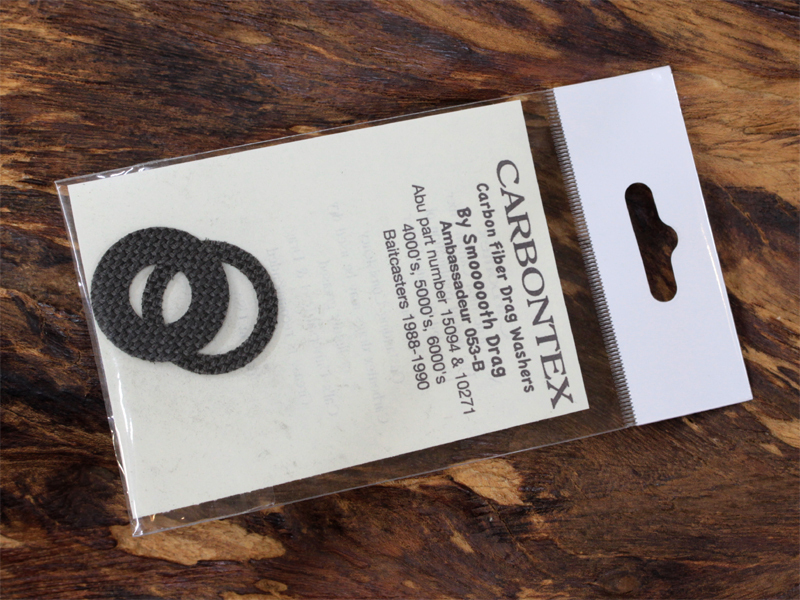 CARBONTEX
Carbon fiber Drag Washers
By Smoooooth Drag
Ambassadeur 053-B
Abu part number 15094 & 10271
4000's, 5000's, 6000's
Baitcasters 1988-1990